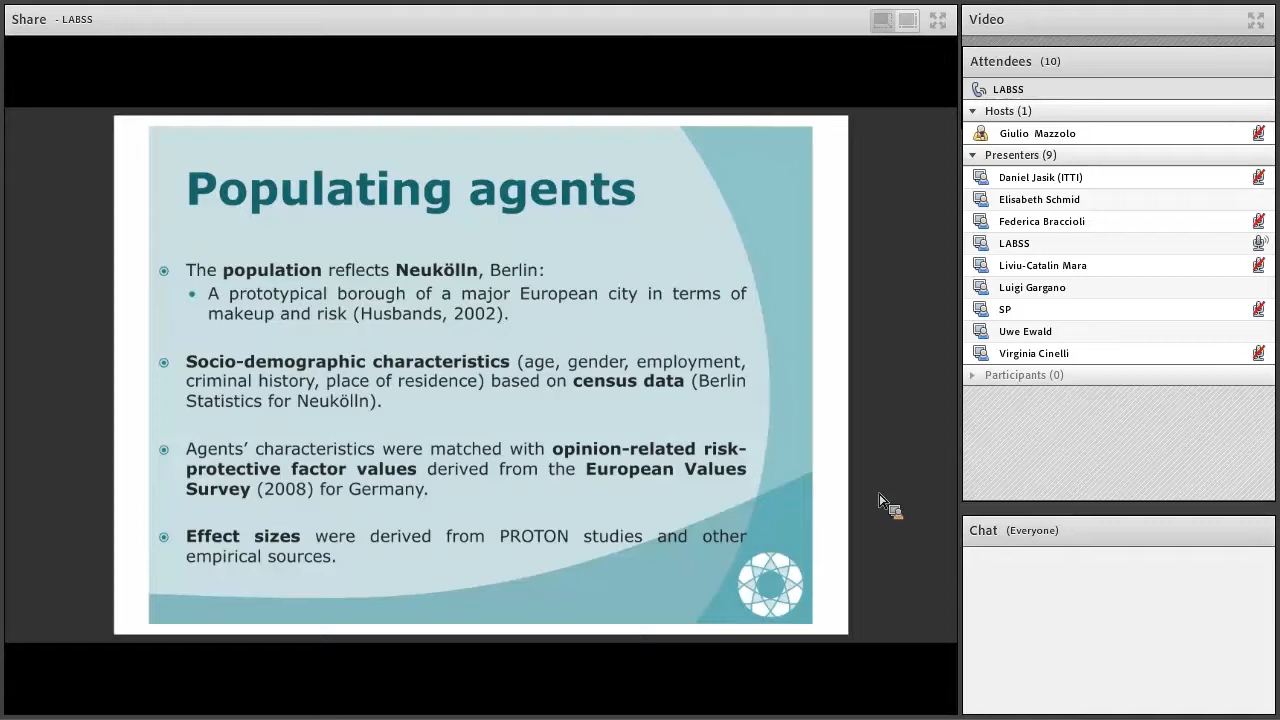 Share - LABSS
Populating agents
The population reflects Neukölln, Berlin:
A prototypical borough of a major European city in terms of
makeup and risk (Husbands, 2002).
Socio-demographic characteristics (age, gender, employment,
criminal history, place of residence) based on census data (Berlin
Statistics for Neukölln).
Agents’ characteristics were matched with opinion-related risk-
protective factor values derived from the European Values
Survey (2008) for Germany.
Effect sizes were derived from PROTON studies and other
empirical sources.
Video
Attendees (10)
LABSS
Hosts (1)
Giulio Mazzolo
Presenters (9)
Daniel Jasik (ITTI)
Elisabeth Schmid
Federica Braccioli
LABSS
Liviu-Catalin Mara
Luigi Gargano
SP
Uwe Ewald
Virginia Cinelli
Participants (0)
Chat (Everyone)